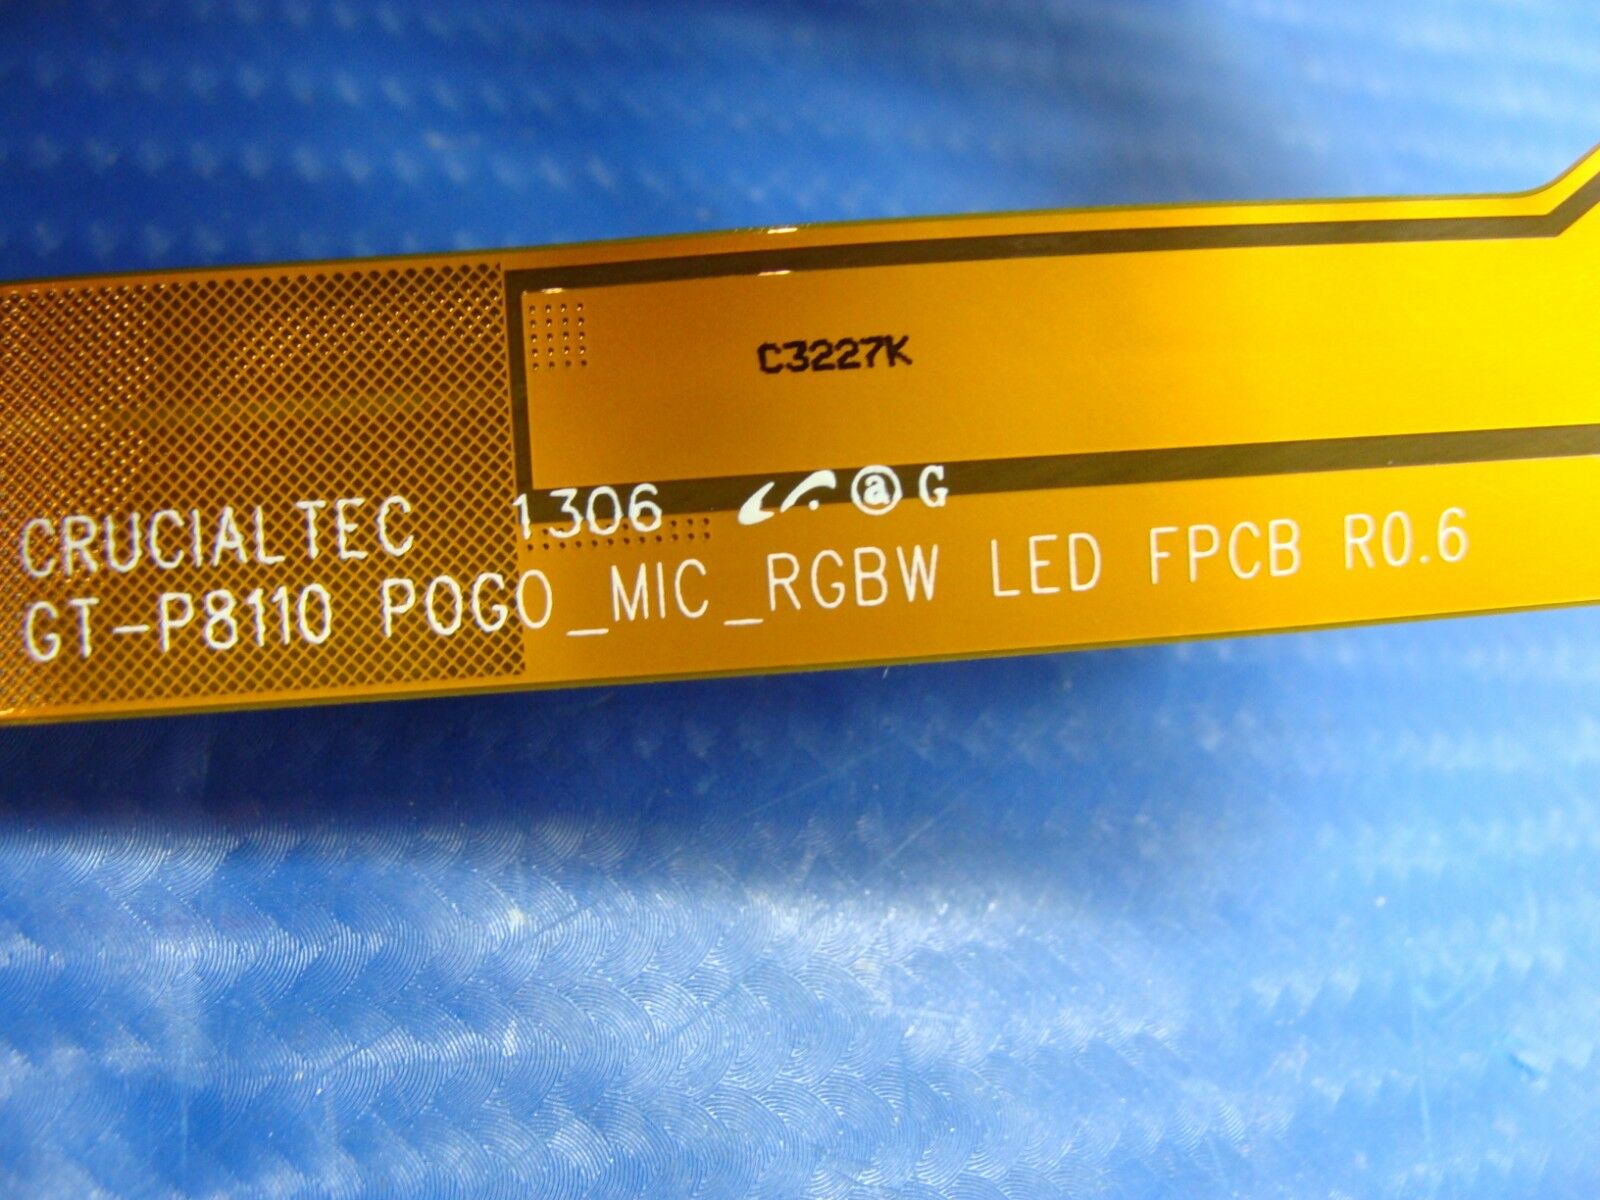 C3227K
CRUCIALTEC 1306 @ G
GT-P8110 POGO_MIC_RGBW LED FPCB R0.6